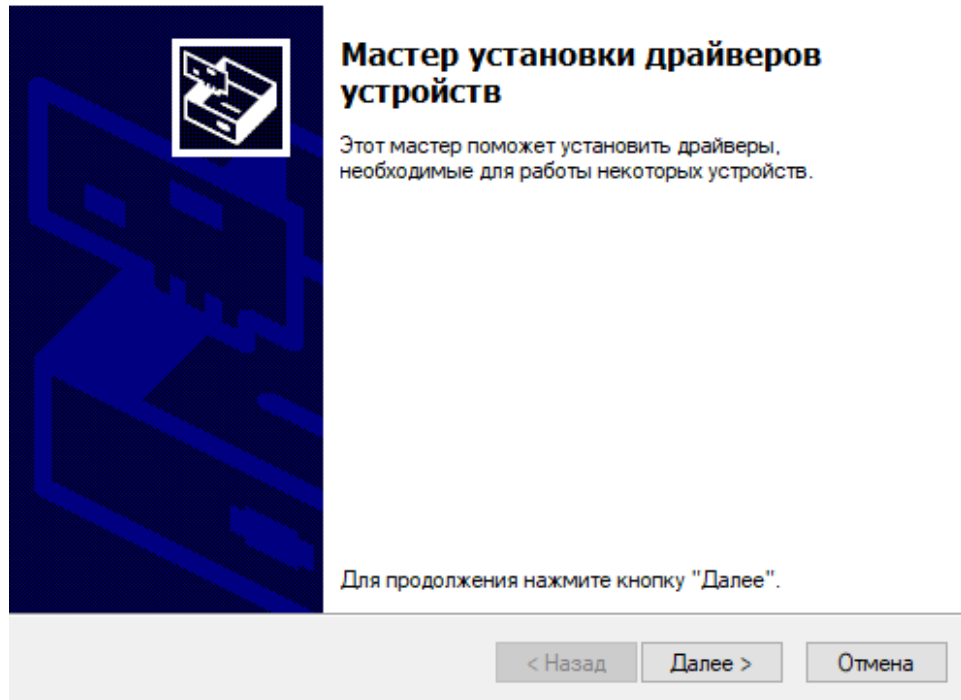 Мастер установки драйверов
устройств
Этот мастер поможет установить драйверы,
необходимые для работы некоторых устройств.
Для продолжения нажмите кнопку "Далее".
< Назад
Далее >
Отмена